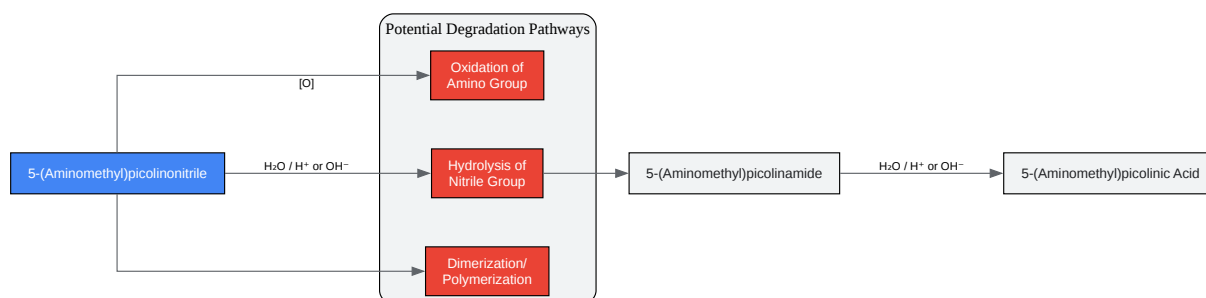 Potential Degradation Pathways
Oxidation of
Amino Group
[O]
5-(Aminomethyl)picolinonitrile
H₂O / H⁺ or OH⁻
Hydrolysis of
Nitrile Group
5-(Aminomethyl)picolinamide
H₂O / H⁺ or OH⁻
5-(Aminomethyl)picolinic Acid
Dimerization/
Polymerization